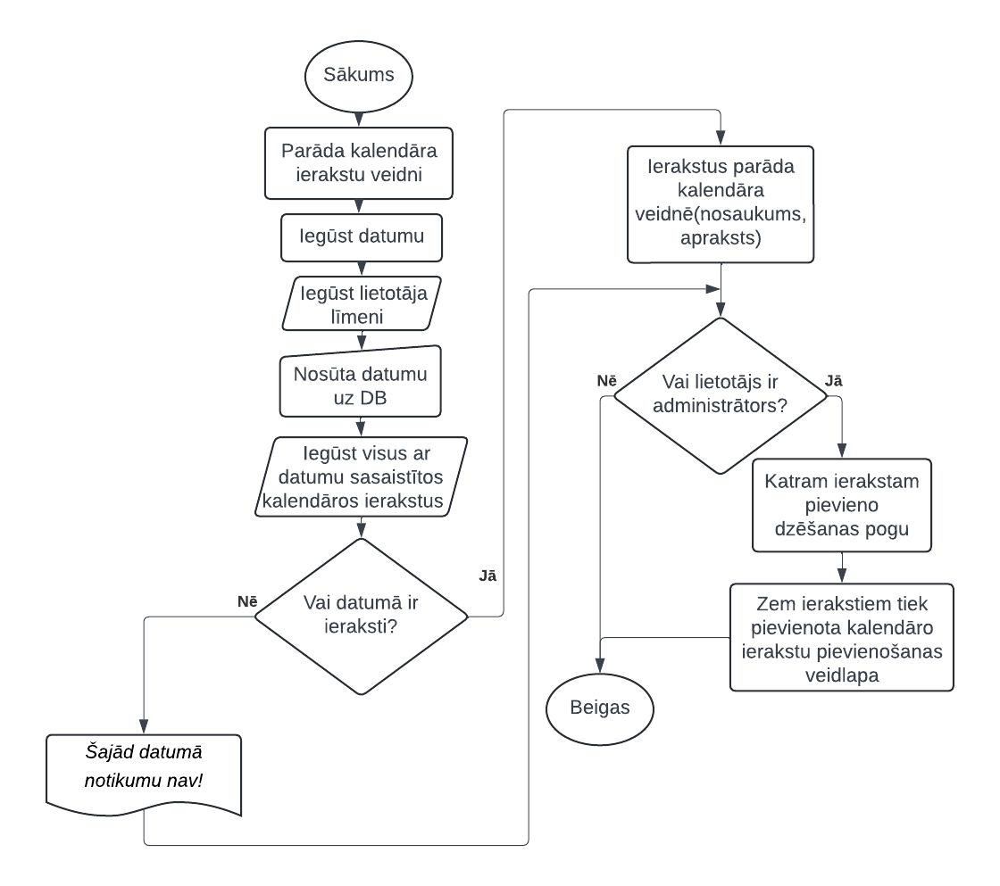 Sākums
Parāda kalendāra
ierakstu veidni
Iegūst datumu
Iegūst lietotāja
līmeni
Nosūta datumu
uz DB
Iegūst visus ar
datumu sasaistītos
kalendāros ierakstus
Vai datumā ir
ieraksti?
Nē
Jā
Šajād datumā
notikumu nav!
Ierakstus parāda
kalendāra
veidnē(nosaukums,
apraksts)
Vai lietotājs ir
administrātors?
Nē
Jā
Katram ierakstam
pievieno
dzēšanas pogu
Zem ierakstiem tiek
pievienota kalendāro
ierakstu pievienošanas
veidlapa
Beigas